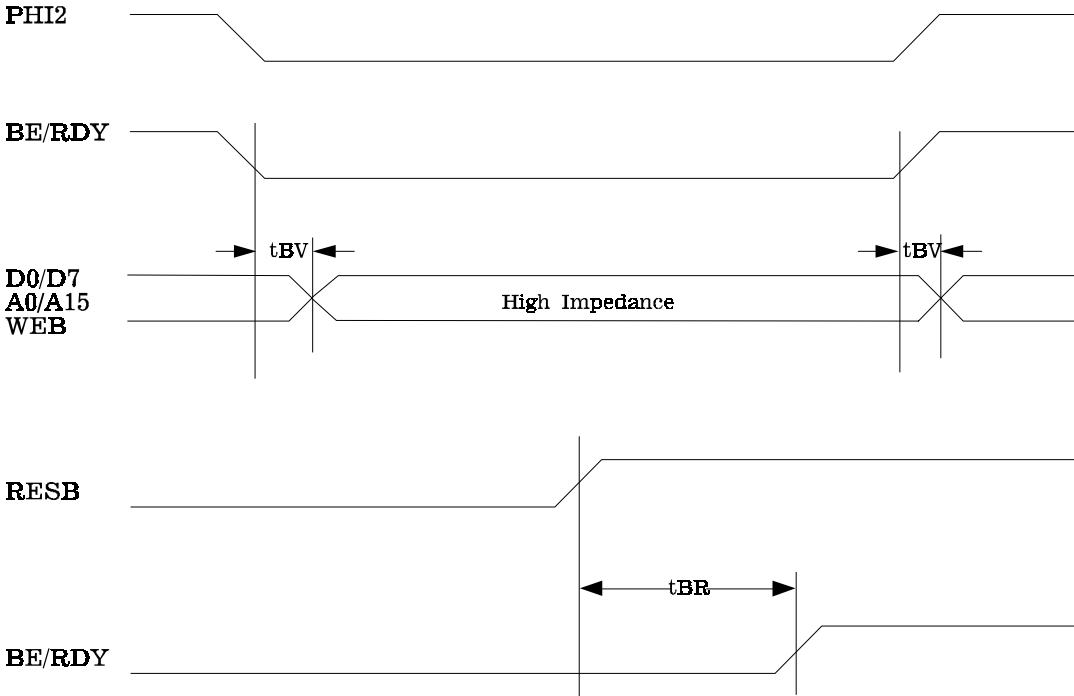 PHI2
BE/RDY
tBV
tBV
D0/D7
A0/A15
WEB
High Impedance
RESB
tBR
BE/RDY